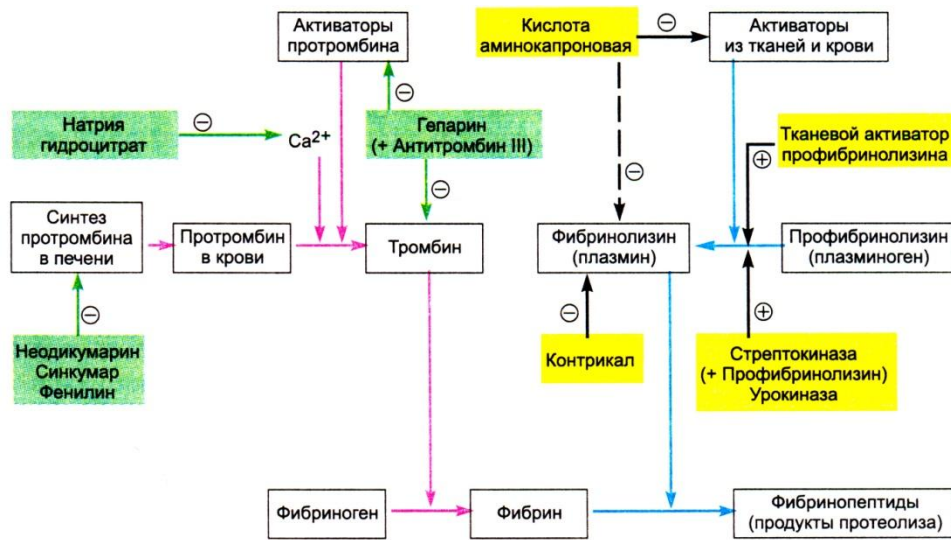 Активаторы
протромбина
Кислота
аминокапроновая
⊖
Активаторы
из тканей и крови
⊖
Натрия
гидроцитрат
⊖
Ca²⁺
Гепарин
(+ Антитромбин III)
Тканевой активатор
профибринолизина
⊕
⊖
⊖
Синтез
протромбина
в печени
Протромбин
в крови
Тромбин
Фибринолизин
(плазмин)
Профибринолизин
(плазминоген)
⊖
⊖
⊕
Неодикумарин
Синкумар
Фенилин
Контрикал
Стрептокиназа
(+ Профибринолизин)
Урокиназа
Фибриноген
Фибрин
Фибринопептиды
(продукты протеолиза)